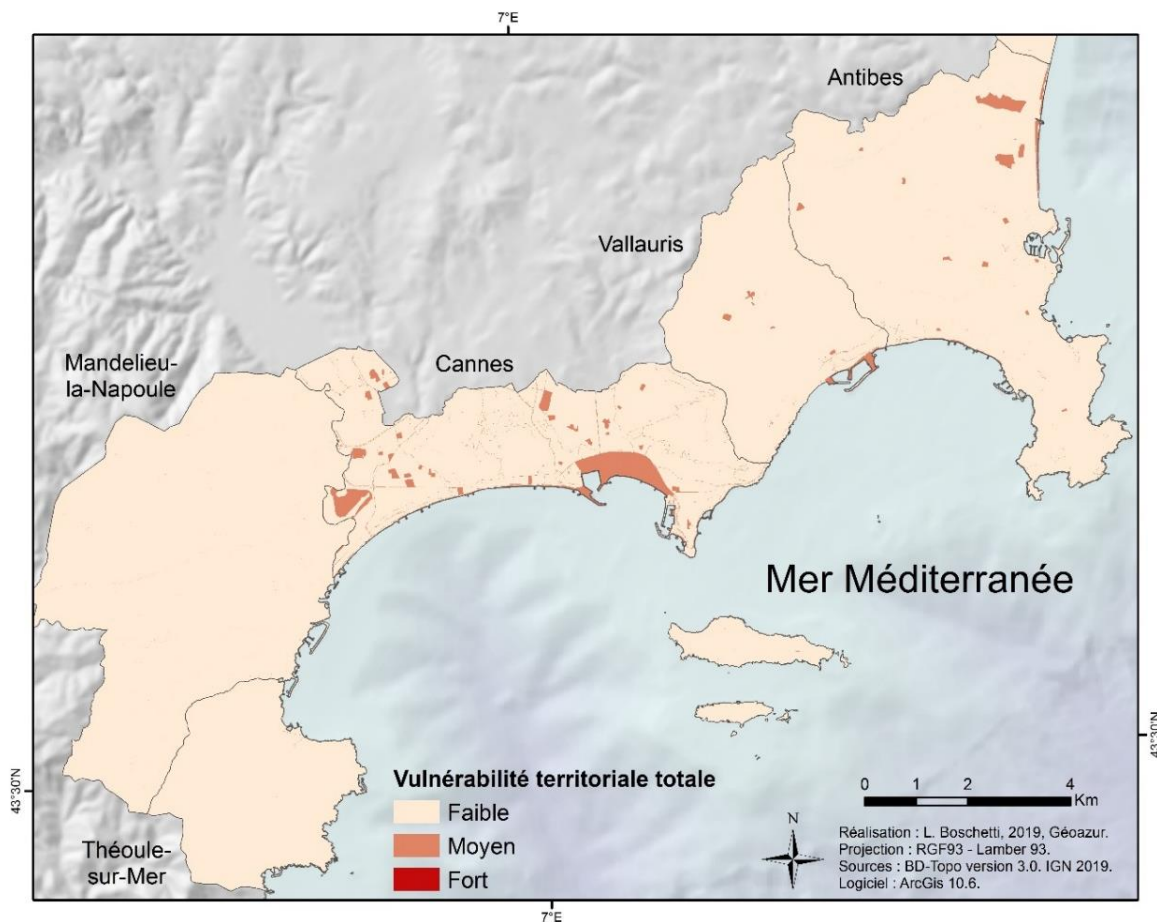 7°E
Antibes
Vallauris
Mandelieu-
la-Napoule
Cannes
Mer Méditerranée
43°30'N
43°30'N
Théoule-
sur-Mer
Vulnérabilité territoriale totale
Faible
Moyen
Fort
N
0 1 2 4
Km
Réalisation : L. Boschetti, 2019, Géoazur.
Projection : RGF93 - Lamber 93.
Sources : BD-Topo version 3.0. IGN 2019.
Logiciel : ArcGis 10.6.
7°E